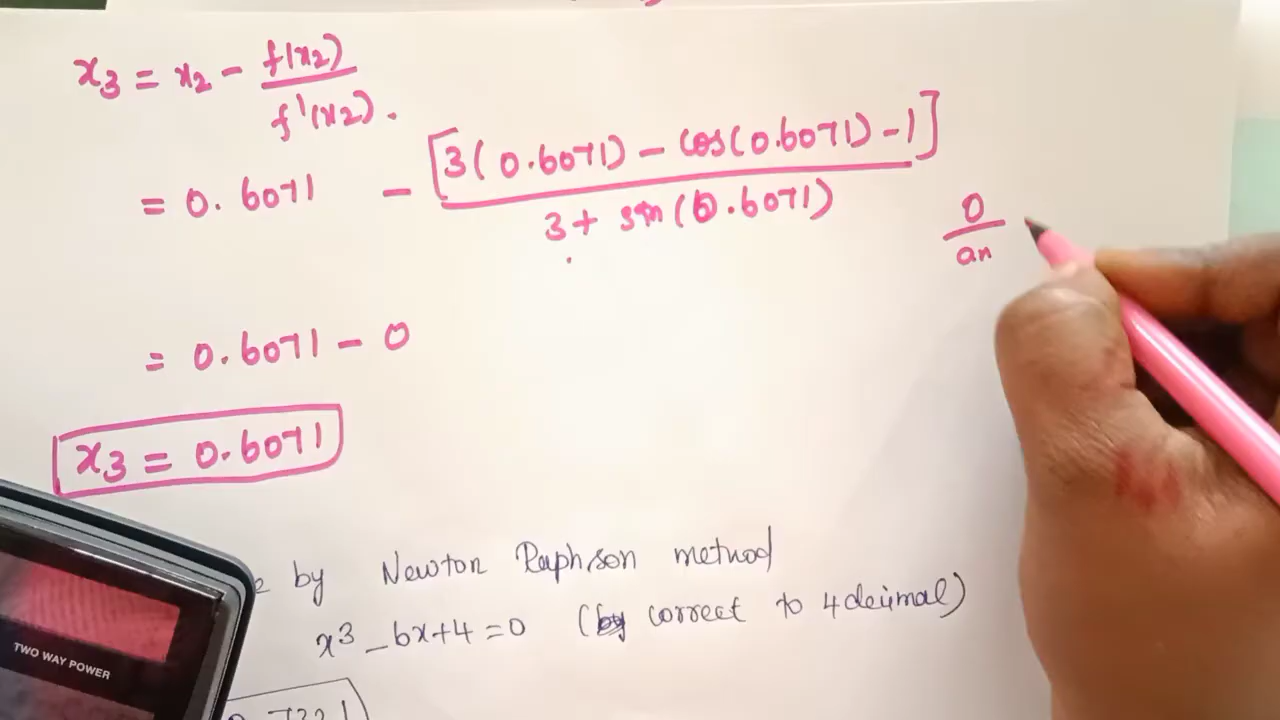 x₃ = x₂ - f(x₂) / f'(x₂).
= 0.6071 - [3(0.6071) - cos(0.6071) - 1] / 3 + sin(0.6071)
0 / an
= 0.6071 - 0
x₃ = 0.6071
by Newton Raphson method
x³ - 6x + 4 = 0 (by correct to 4 decimal)
TWO WAY POWER